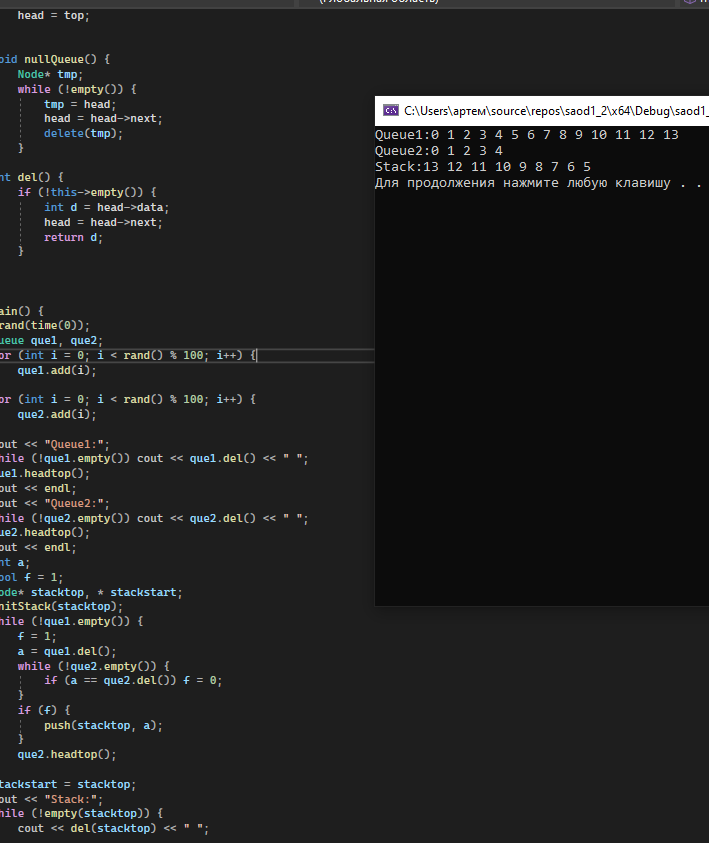 (Глобальная область)
head = top;
oid nullQueue() {
Node* tmp;
while (!empty()) {
tmp = head;
head = head->next;
delete(tmp);
}
nt del() {
if (!this->empty()) {
int d = head->data;
head = head->next;
return d;
}
ain() {
rand(time(0));
ueue que1, que2;
or (int i = 0; i < rand() % 100; i++) {
que1.add(i);
or (int i = 0; i < rand() % 100; i++) {
que2.add(i);
out << "Queue1:";
hile (!que1.empty()) cout << que1.del() << " ";
ue1.headtop();
out << endl;
out << "Queue2:";
hile (!que2.empty()) cout << que2.del() << " ";
ue2.headtop();
out << endl;
nt a;
ool f = 1;
ode* stacktop, * stackstart;
nitStack(stacktop);
hile (!que1.empty()) {
f = 1;
a = que1.del();
while (!que2.empty()) {
if (a == que2.del()) f = 0;
}
if (f) {
push(stacktop, a);
}
que2.headtop();
tackstart = stacktop;
out << "Stack:";
hile (!empty(stacktop)) {
cout << del(stacktop) << " ";
C:\Users\артем\source\repos\saod1_2\x64\Debug\saod1_
Queue1:0 1 2 3 4 5 6 7 8 9 10 11 12 13
Queue2:0 1 2 3 4
Stack:13 12 11 10 9 8 7 6 5
Для продолжения нажмите любую клавишу . .